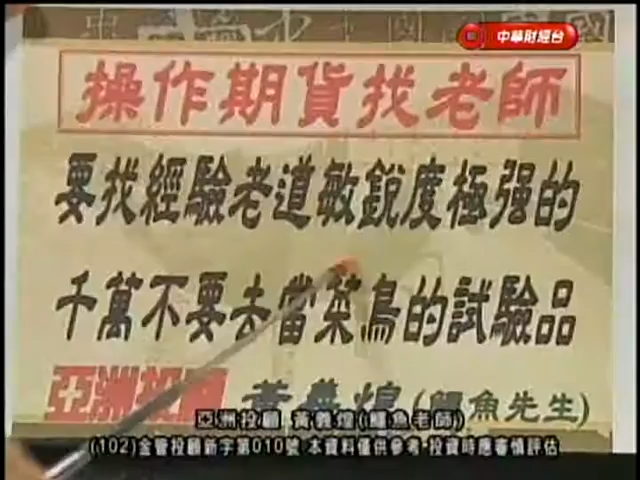 中華財經台
操作期貨找老師
要找經驗老道敏銳度極强的
千萬不要去當菜鳥的試驗品
亞洲投顧 黃義煌(鱷魚先生)
亞洲投顧 黃義煌(鱷魚老師)
(102)金管投顧新字第010號 本資料僅供參考‧投資時應審慎評估